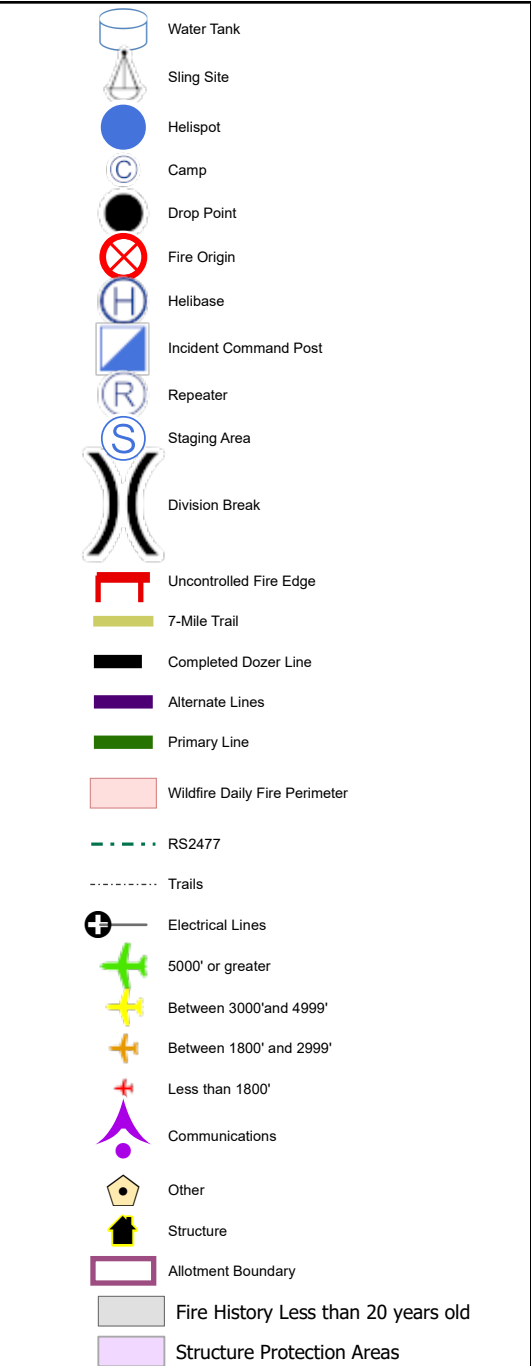 Water Tank
Sling Site
Helispot
C Camp
Drop Point
Fire Origin
H Helibase
Incident Command Post
R Repeater
S Staging Area
Division Break
Uncontrolled Fire Edge
7-Mile Trail
Completed Dozer Line
Alternate Lines
Primary Line
Wildfire Daily Fire Perimeter
RS2477
Trails
Electrical Lines
5000' or greater
Between 3000'and 4999'
Between 1800' and 2999'
Less than 1800'
Communications
Other
Structure
Allotment Boundary
Fire History Less than 20 years old
Structure Protection Areas